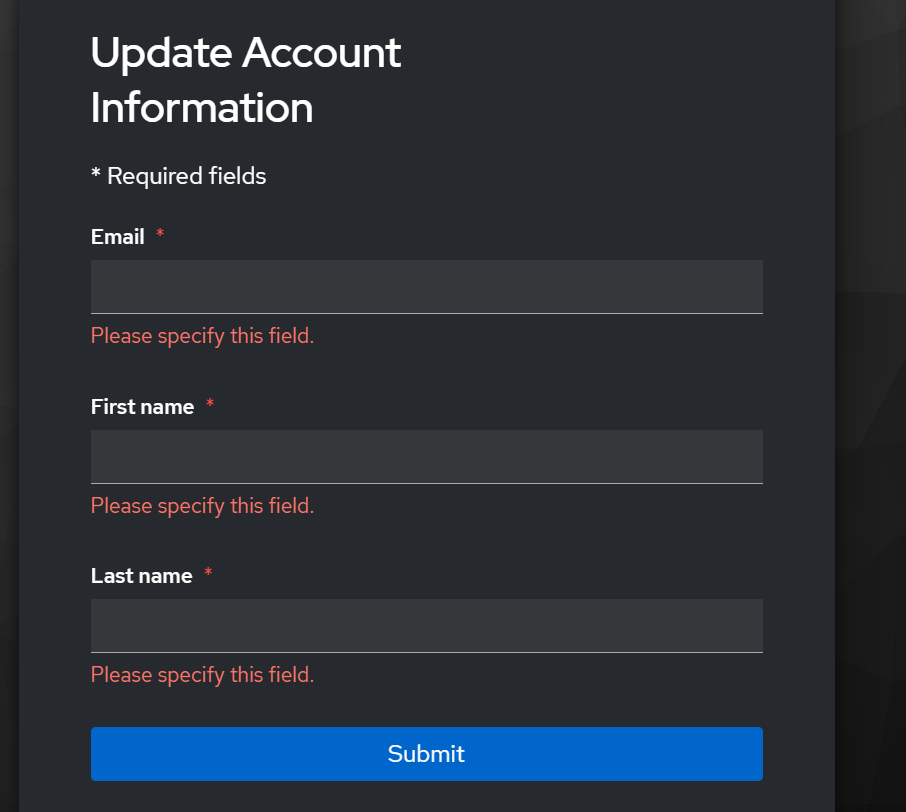 Update Account
Information
* Required fields
Email *
Please specify this field.
First name *
Please specify this field.
Last name *
Please specify this field.
Submit